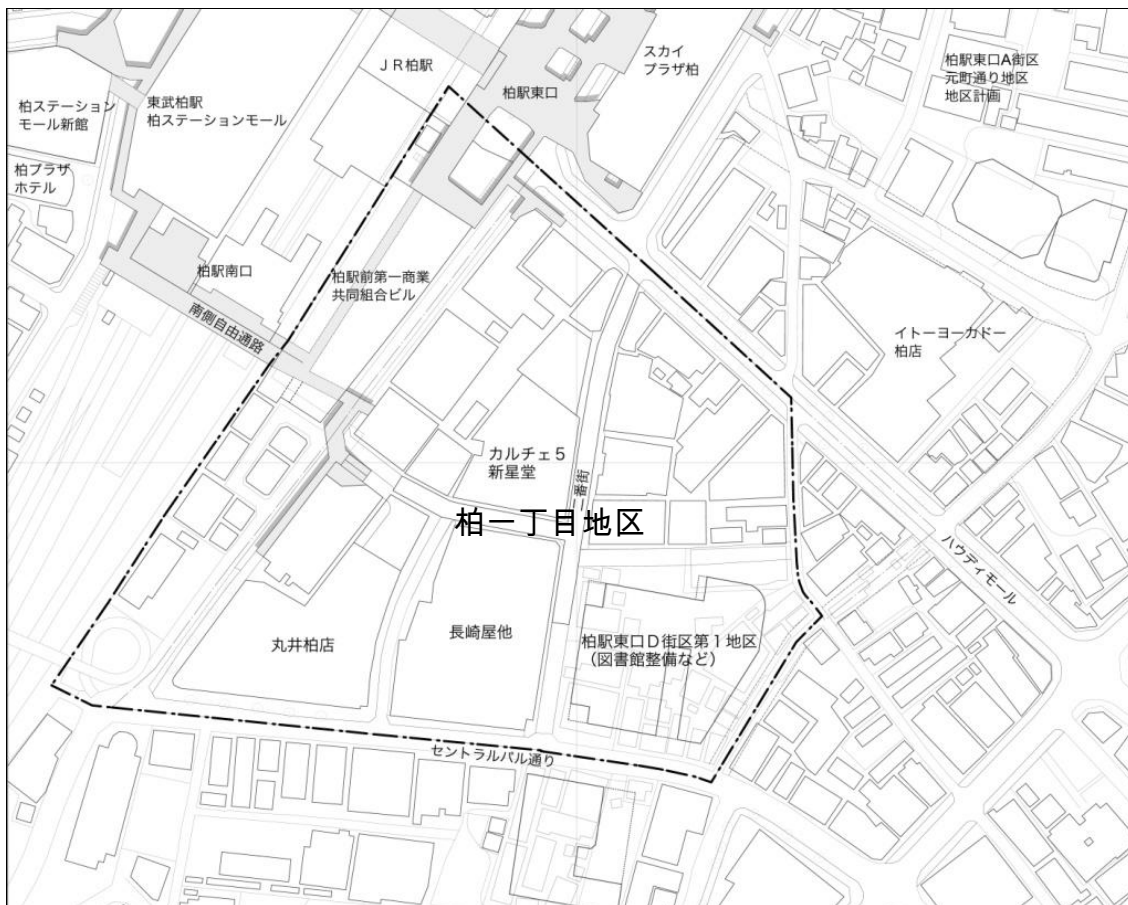 スカイ
プラザ柏
柏駅東口A街区
元町通り地区
地区計画
JR柏駅
柏駅東口
柏ステーション
モール新館
東武柏駅
柏ステーションモール
柏プラザ
ホテル
柏駅南口
柏駅前第一商業
共同組合ビル
南側自由通路
イトーヨーカドー
柏店
カルチェ5
新星堂
二番街
柏一丁目地区
ハウディモール
丸井柏店
長崎屋他
柏駅東口D街区第1地区
(図書館整備など)
セントラルパル通り